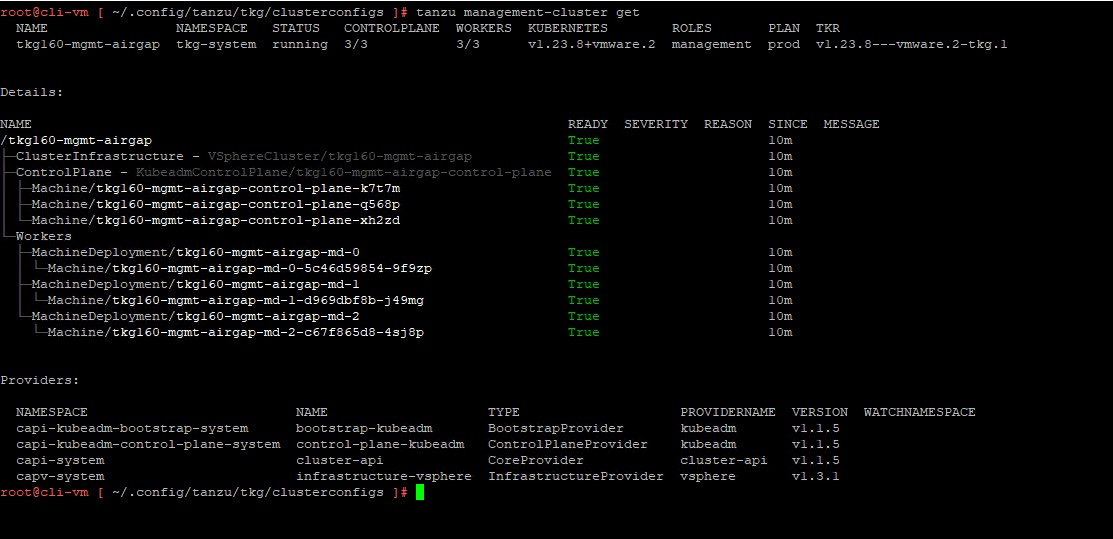 root@cli-vm [ ~/.config/tanzu/tkg/clusterconfigs ]# tanzu management-cluster get
  NAME                NAMESPACE   STATUS   CONTROLPLANE  WORKERS  KUBERNETES        ROLES       PLAN  TKR
  tkg160-mgmt-airgap  tkg-system  running  3/3           3/3      v1.23.8+vmware.2  management  prod  v1.23.8---vmware.2-tkg.1
Details:
NAME                                                                   READY  SEVERITY  REASON  SINCE  MESSAGE
/tkg160-mgmt-airgap                                                    True                     10m
├─ClusterInfrastructure - VSphereCluster/tkg160-mgmt-airgap            True                     10m
├─ControlPlane - KubeadmControlPlane/tkg160-mgmt-airgap-control-plane  True                     10m
│ ├─Machine/tkg160-mgmt-airgap-control-plane-k7t7m                     True                     10m
│ ├─Machine/tkg160-mgmt-airgap-control-plane-q568p                     True                     10m
│ └─Machine/tkg160-mgmt-airgap-control-plane-xh2zd                     True                     10m
└─Workers
  ├─MachineDeployment/tkg160-mgmt-airgap-md-0                          True                     10m
  │ └─Machine/tkg160-mgmt-airgap-md-0-5c46d59854-9f9zp                 True                     10m
  ├─MachineDeployment/tkg160-mgmt-airgap-md-1                          True                     10m
  │ └─Machine/tkg160-mgmt-airgap-md-1-d969dbf8b-j49mg                  True                     10m
  └─MachineDeployment/tkg160-mgmt-airgap-md-2                          True                     10m
    └─Machine/tkg160-mgmt-airgap-md-2-c67f865d8-4sj8p                  True                     10m
Providers:
  NAMESPACE                          NAME                    TYPE                    PROVIDERNAME  VERSION  WATCHNAMESPACE
  capi-kubeadm-bootstrap-system      bootstrap-kubeadm       BootstrapProvider       kubeadm       v1.1.5
  capi-kubeadm-control-plane-system  control-plane-kubeadm   ControlPlaneProvider    kubeadm       v1.1.5
  capi-system                        cluster-api             CoreProvider            cluster-api   v1.1.5
  capv-system                        infrastructure-vsphere  InfrastructureProvider  vsphere       v1.3.1
root@cli-vm [ ~/.config/tanzu/tkg/clusterconfigs ]#